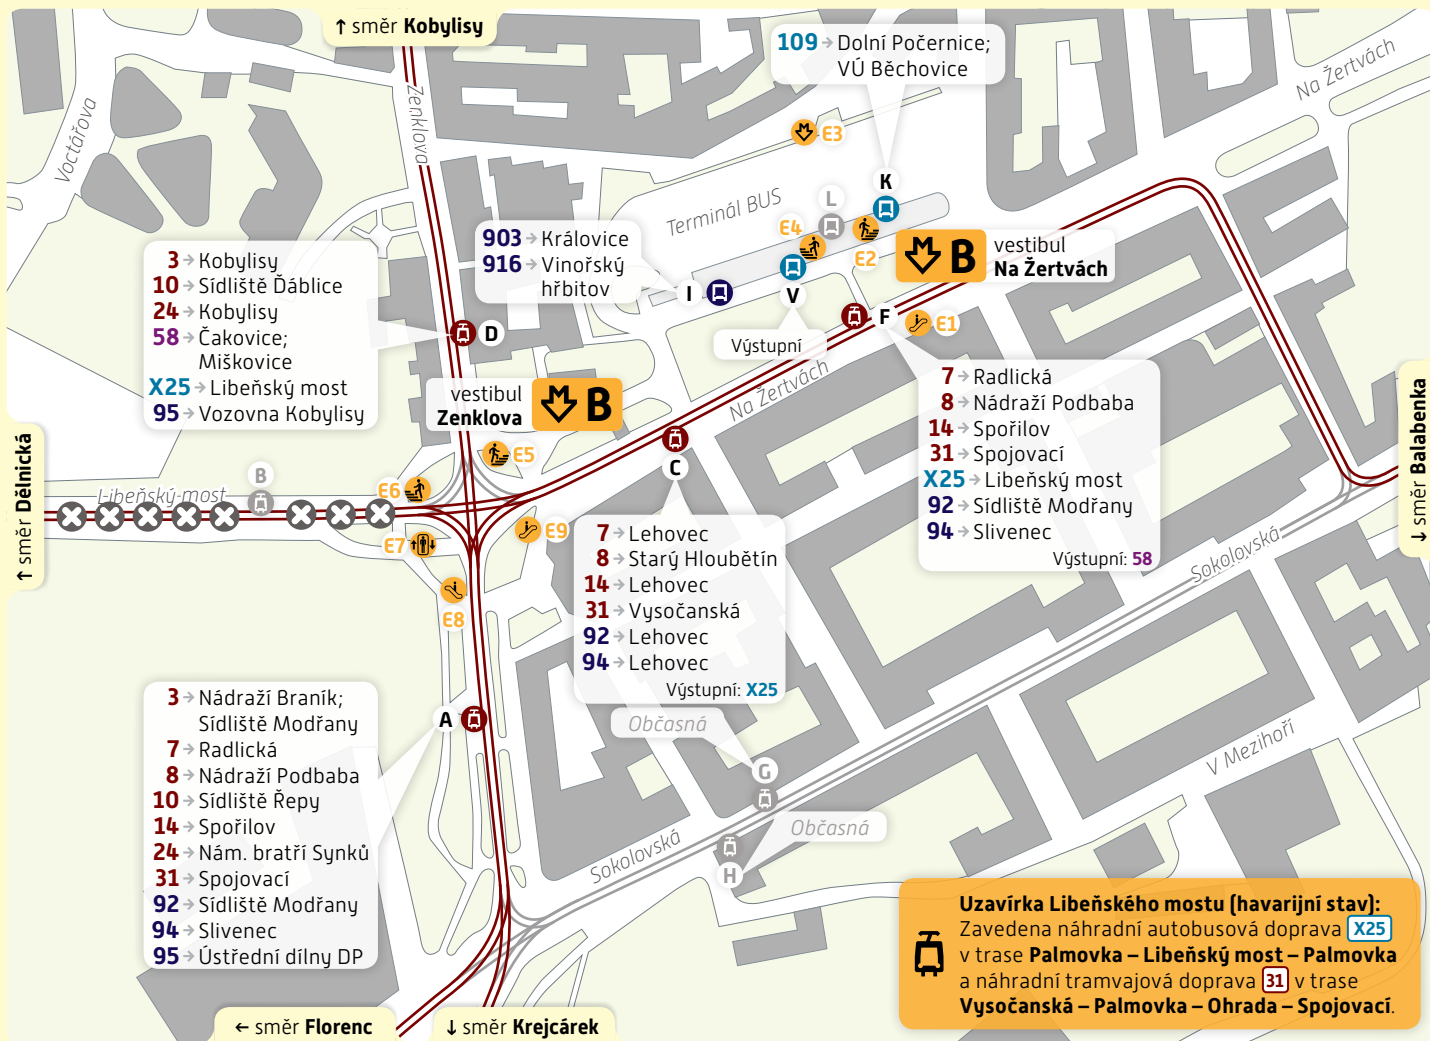 ↑ směr Kobylisy
109 → Dolní Počernice;
VÚ Běchovice
Na Žertvách
Voctářova
Zenklova
E3
K
L
Terminál BUS
E4
E2
903 → Královice
916 → Vinořský
hřbitov
I
V
Výstupní
B
vestibul
Na Žertvách
F
E1
3 → Kobylisy
10 → Sídliště Ďáblice
24 → Kobylisy
58 → Čakovice;
Miškovice
X25 → Libeňský most
95 → Vozovna Kobylisy
D
vestibul
Zenklova
B
Na Žertvách
C
7 → Radlická
8 → Nádraží Podbaba
14 → Spořilov
31 → Spojovací
X25 → Libeňský most
92 → Sídliště Modřany
94 → Slivenec
Výstupní: 58
↓ směr Balabenka
↑ směr Dělnická
Libeňský most
B
E5
E6
E7
E9
E8
7 → Lehovec
8 → Starý Hloubětín
14 → Lehovec
31 → Vysočanská
92 → Lehovec
94 → Lehovec
Výstupní: X25
Sokolovská
3 → Nádraží Braník;
Sídliště Modřany
7 → Radlická
8 → Nádraží Podbaba
10 → Sídliště Řepy
14 → Spořilov
24 → Nám. bratří Synků
31 → Spojovací
92 → Sídliště Modřany
94 → Slivenec
95 → Ústřední dílny DP
A
Občasná
G
V Mezihoří
Občasná
H
Sokolovská
Uzavírka Libeňského mostu (havarijní stav):
Zavedena náhradní autobusová doprava X25
v trase Palmovka – Libeňský most – Palmovka
a náhradní tramvajová doprava 31 v trase
Vysočanská – Palmovka – Ohrada – Spojovací.
← směr Florenc
↓ směr Krejcárek